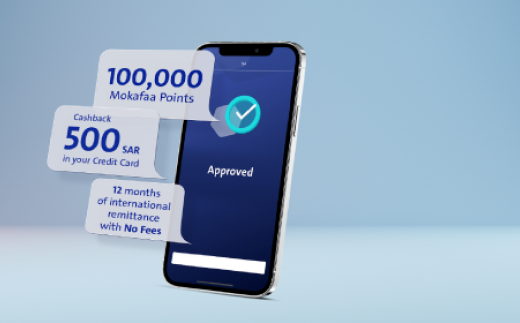 100,000
Mokafaa Points
Cashback
500 SAR
in your Credit Card
12 months
of international
remittance
with No Fees
Approved